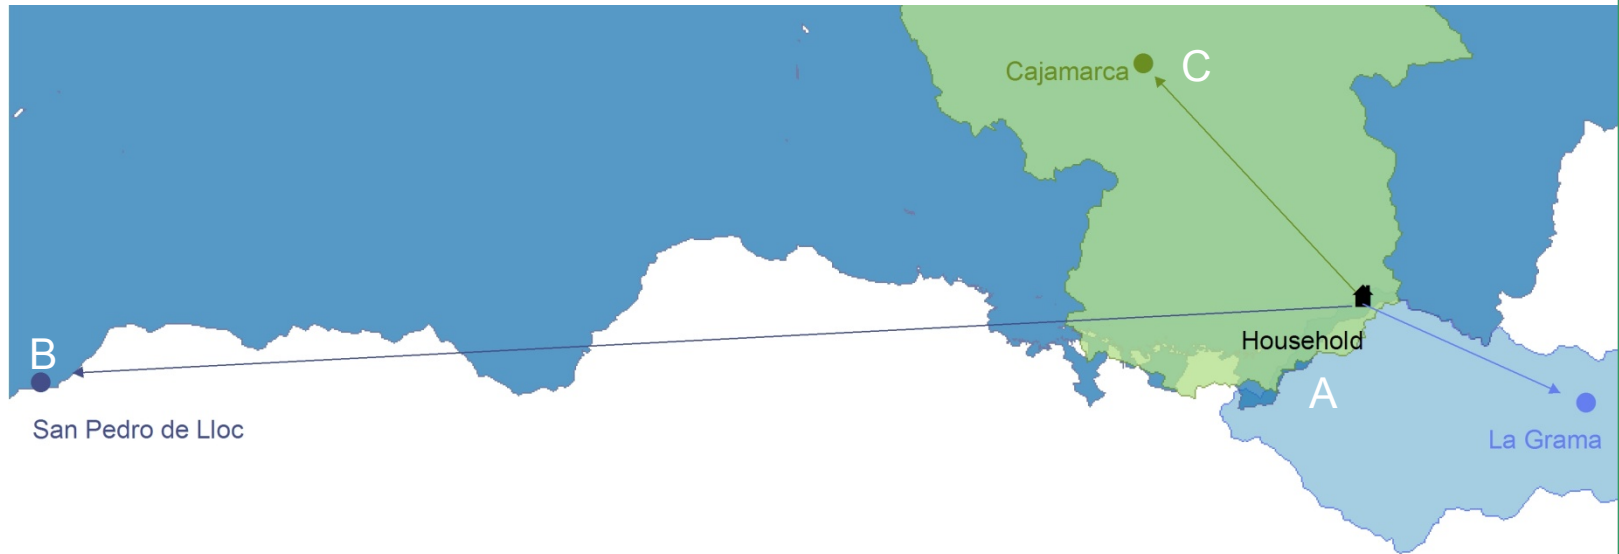 Cajamarca
C
Household
B
A
San Pedro de Lloc
La Grama